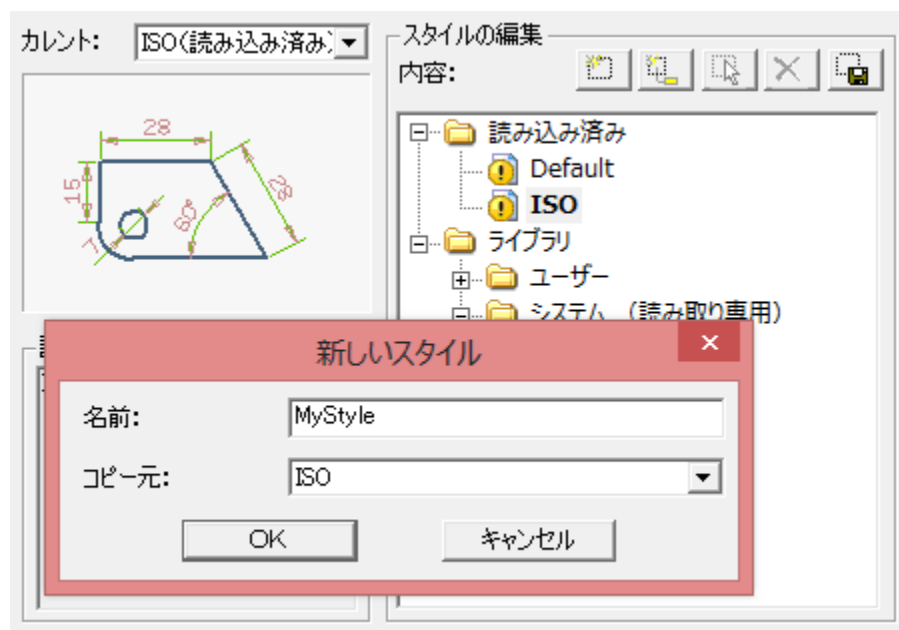 カレント:
ISO(読み込み済み)
スタイルの編集
内容:
28
15
7
80°
読み込み済み
Default
ISO
ライブラリ
ユーザー
システム (読み取り専用)
新しいスタイル
名前:
MyStyle
コピー元:
ISO
OK
キャンセル